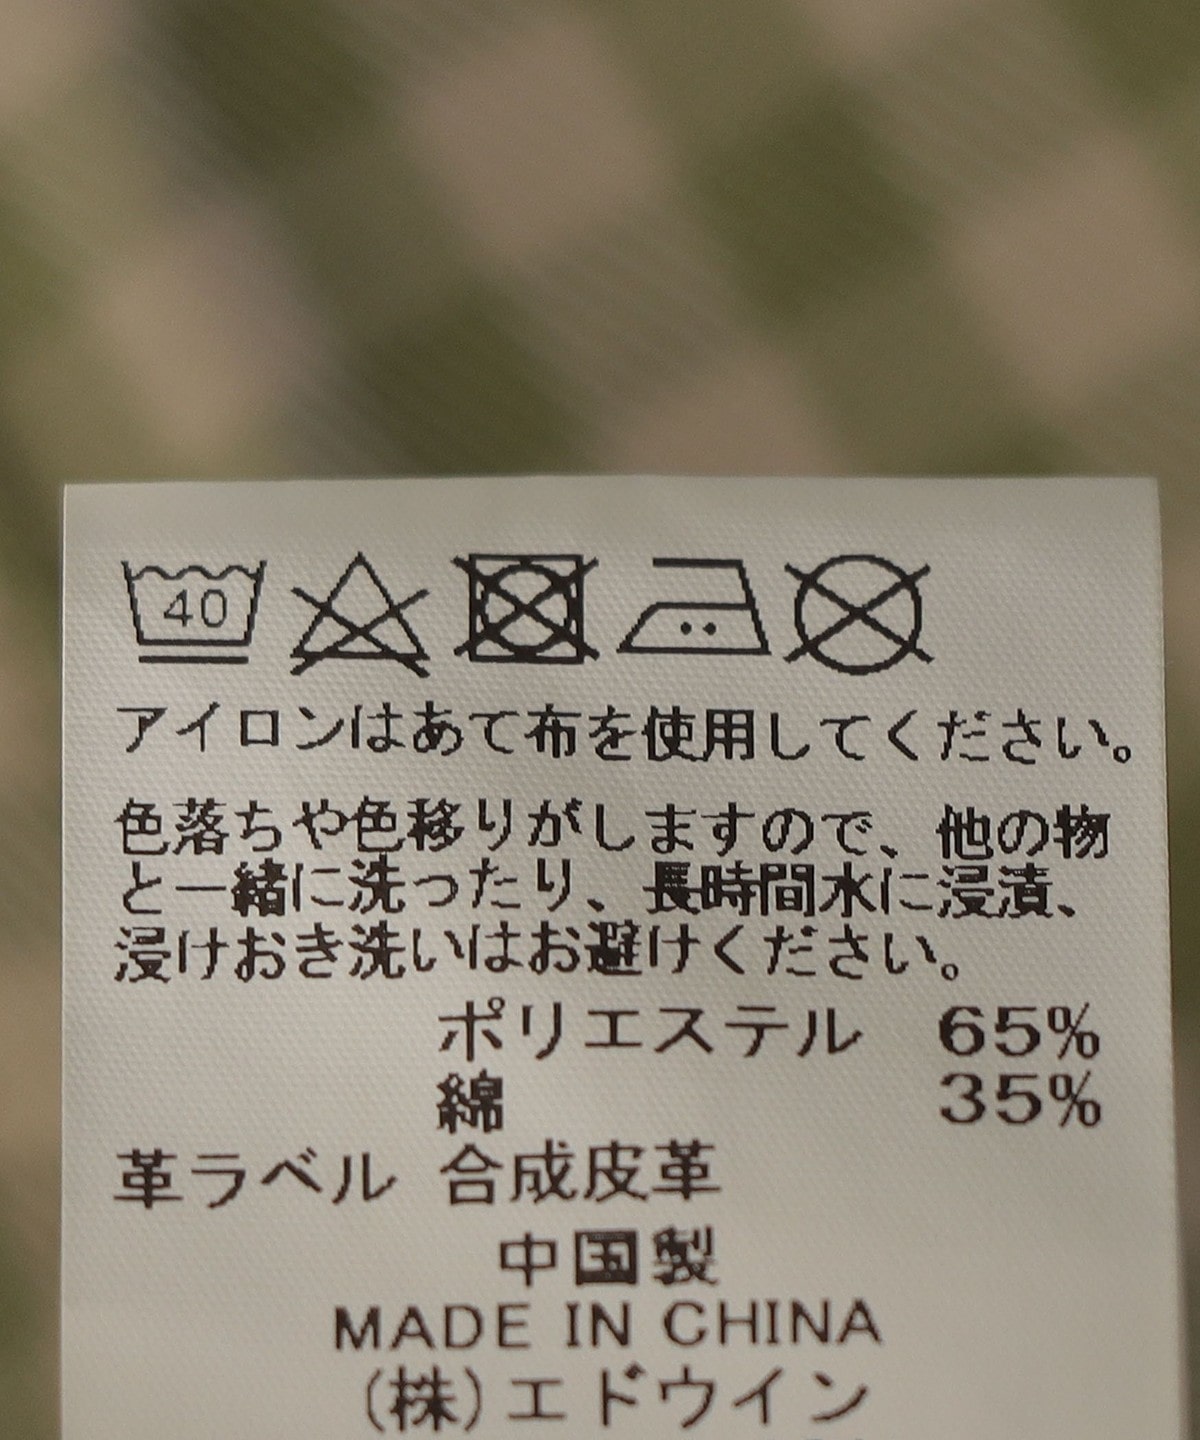 40
アイロンはあて布を使用してください。
色落ちや色移りがしますので、他の物
と一緒に洗ったり、長時間水に浸漬、
浸けおき洗いはお避けください。
ポリエステル 65%
綿 35%
革ラベル 合成皮革
中国製
MADE IN CHINA
(株)エドウイン